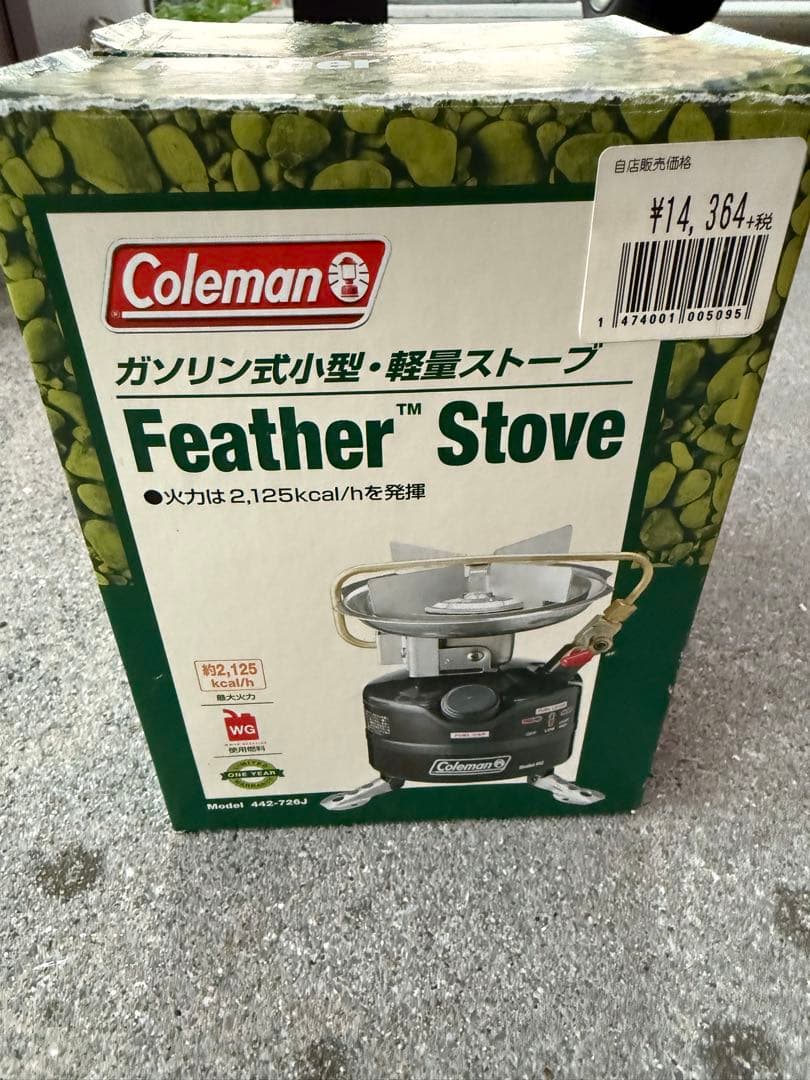 自店販売価格
¥14,364+税
1 474001 005095
Coleman
ガソリン式小型・軽量ストーブ
Feather™ Stove
●火力は2,125kcal/hを発揮
約2,125
kcal/h
最大火力
WG
使用燃料
LIMITED
ONE YEAR
WARRANTY
Coleman
Model 442-726J